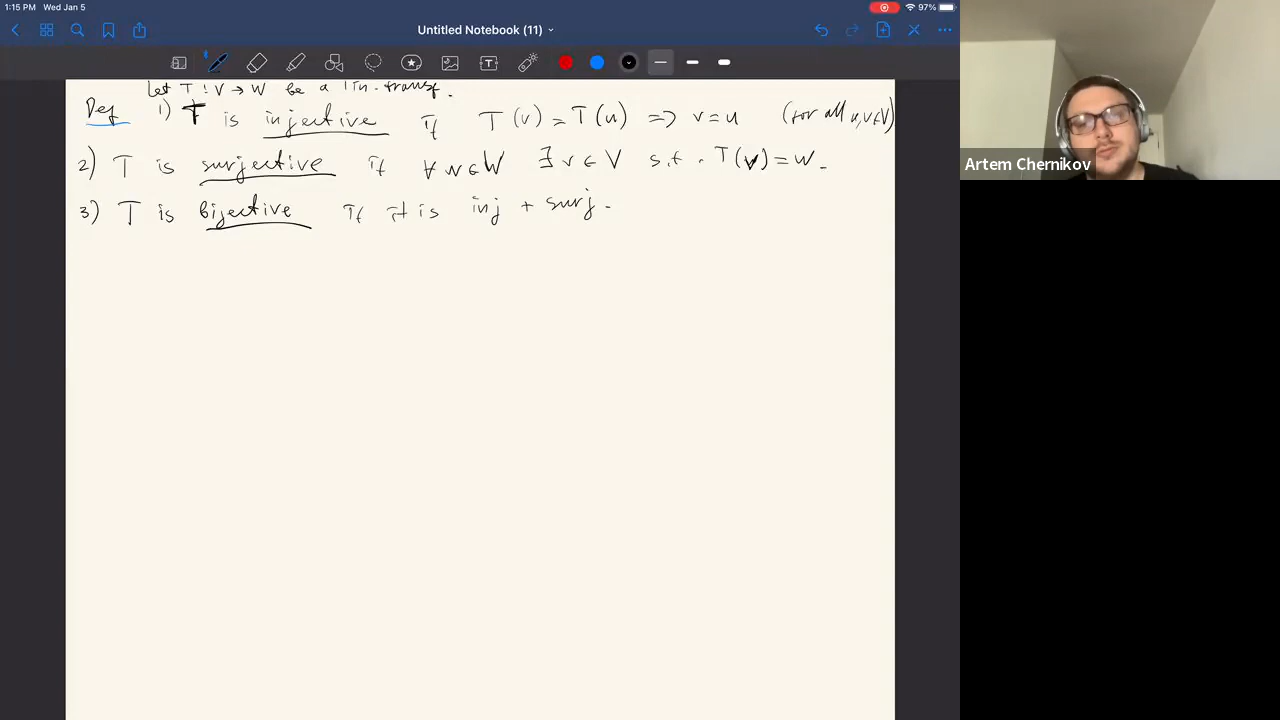 1:15 PM Wed Jan 5
97%
Untitled Notebook (11)
Let T : V → W be a lin. transf.
Def 1) T is injective if T(v) = T(u) => v = u (for all u, v ∈ V)
2) T is surjective if ∀ w ∈ W ∃ v ∈ V s.t. T(v) = w.
3) T is bijective if it is inj + surj.
Artem Chernikov